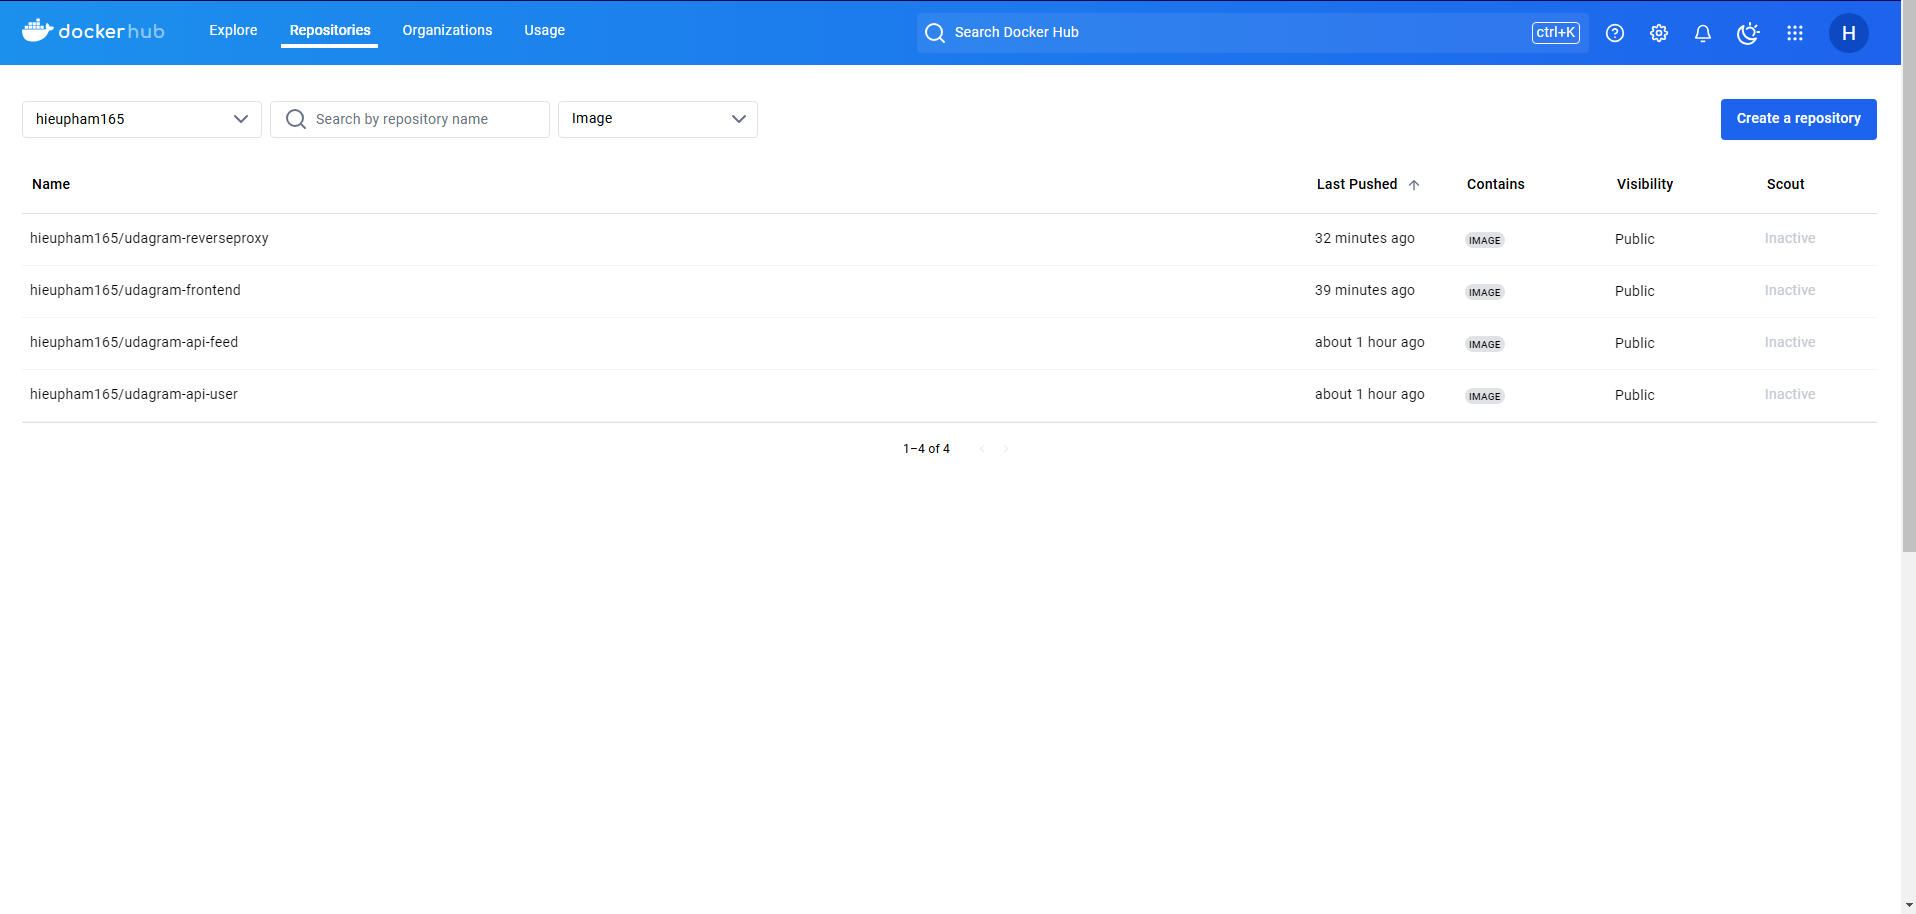 dockerhub Explore Repositories Organizations Usage Search Docker Hub ctrl+K H
hieupham165 Search by repository name Image Create a repository
Name Last Pushed Contains Visibility Scout
hieupham165/udagram-reverseproxy 32 minutes ago IMAGE Public Inactive
hieupham165/udagram-frontend 39 minutes ago IMAGE Public Inactive
hieupham165/udagram-api-feed about 1 hour ago IMAGE Public Inactive
hieupham165/udagram-api-user about 1 hour ago IMAGE Public Inactive
1–4 of 4